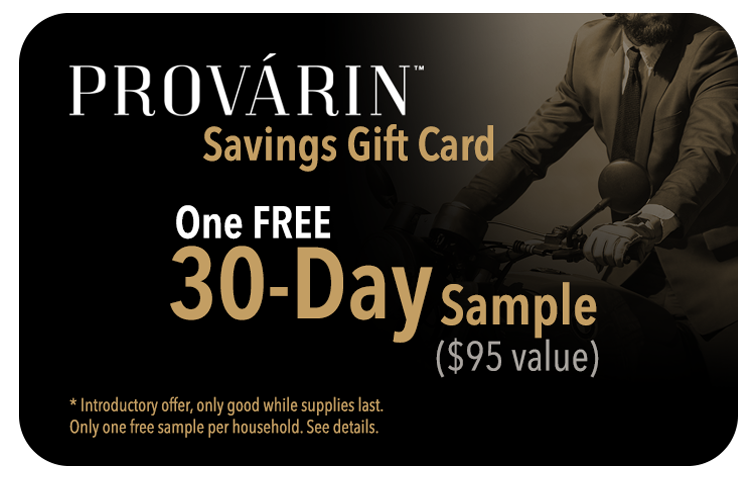 PROVÁRIN™
Savings Gift Card
One FREE
30-Day Sample
($95 value)
* Introductory offer, only good while supplies last.
Only one free sample per household. See details.